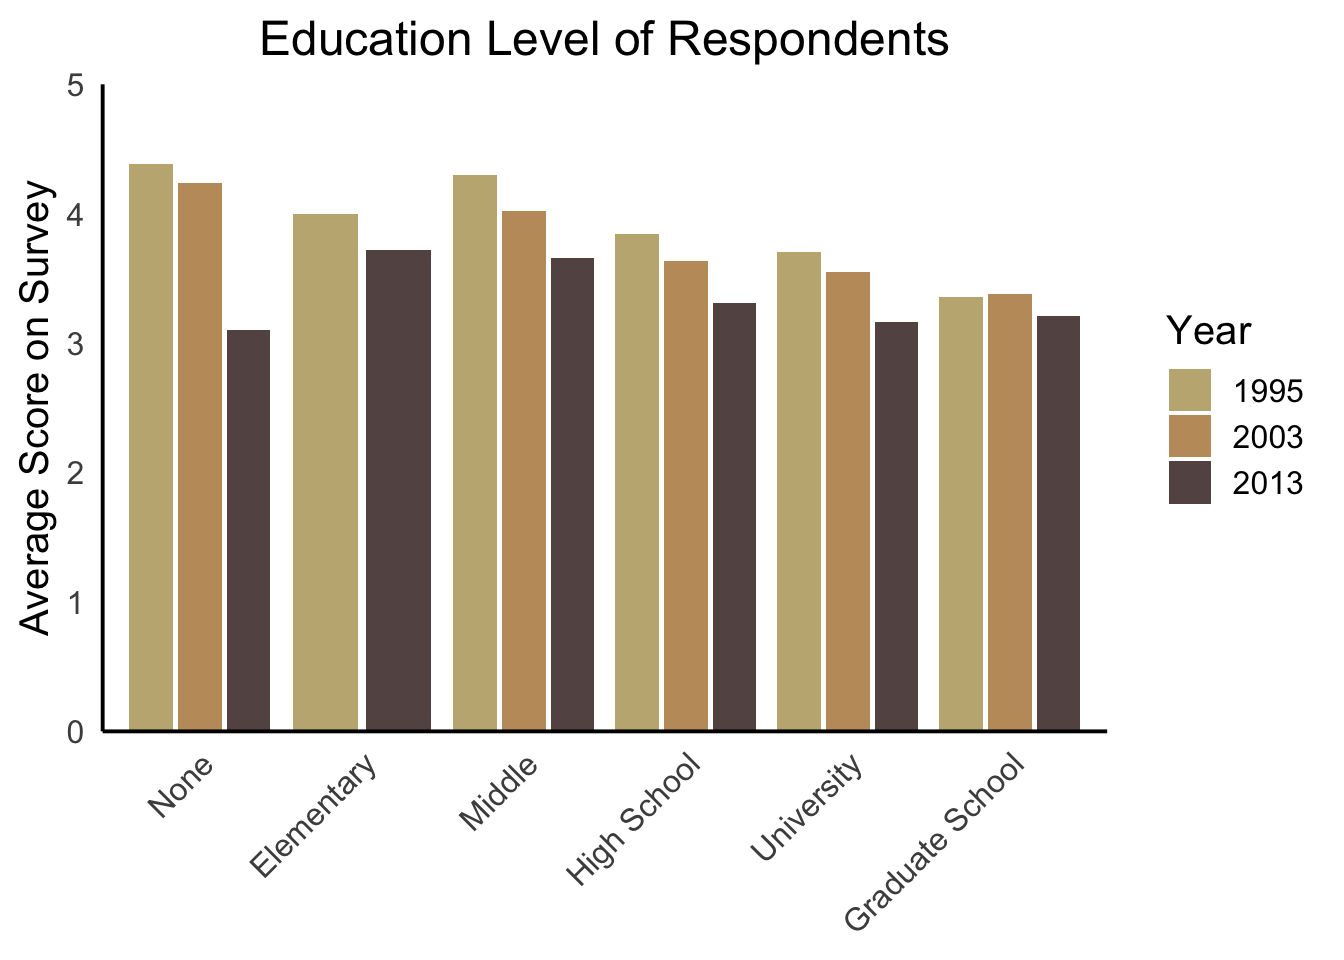 Education Level of Respondents
Average Score on Survey
5
4
3
2
1
0
None
Elementary
Middle
High School
University
Graduate School
Year
1995
2003
2013